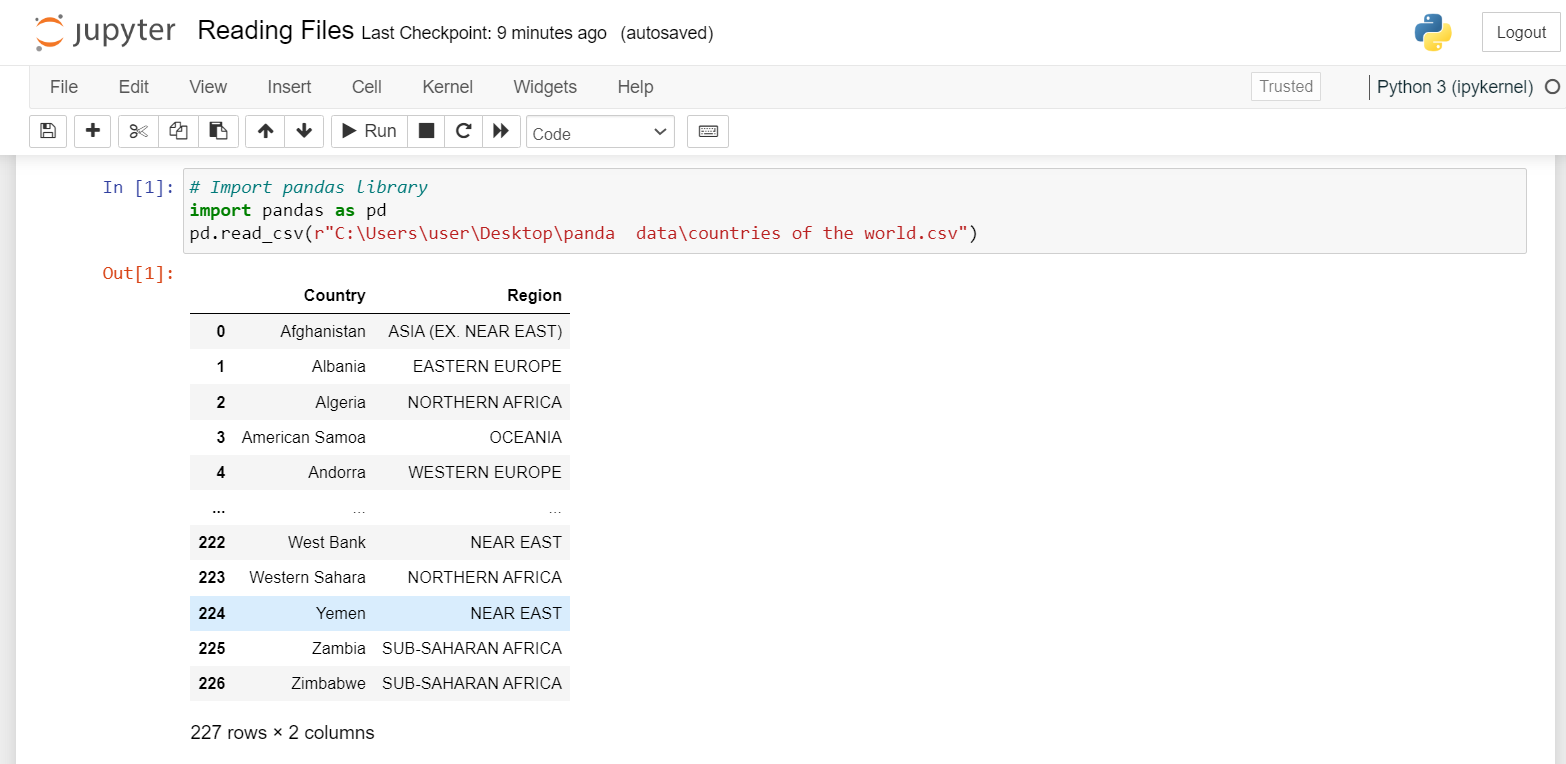 jupyter Reading Files Last Checkpoint: 9 minutes ago (autosaved) Logout
File Edit View Insert Cell Kernel Widgets Help Trusted Python 3 (ipykernel)
Run Code
In [1]: # Import pandas library
import pandas as pd
pd.read_csv(r"C:\Users\user\Desktop\panda  data\countries of the world.csv")
Out[1]:
Country Region
0 Afghanistan ASIA (EX. NEAR EAST)
1 Albania EASTERN EUROPE
2 Algeria NORTHERN AFRICA
3 American Samoa OCEANIA
4 Andorra WESTERN EUROPE
... ... ...
222 West Bank NEAR EAST
223 Western Sahara NORTHERN AFRICA
224 Yemen NEAR EAST
225 Zambia SUB-SAHARAN AFRICA
226 Zimbabwe SUB-SAHARAN AFRICA
227 rows × 2 columns